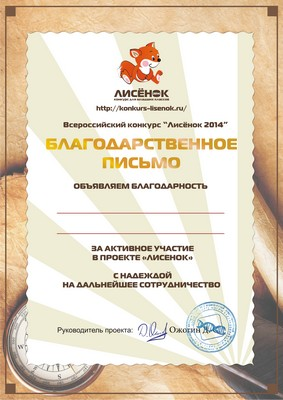 ЛИСЁНОК
http://konkurs-lisenok.ru/
Всероссийский конкурс "Лисёнок 2014"
БЛАГОДАРСТВЕННОЕ
ПИСЬМО
ОБЪЯВЛЯЕМ БЛАГОДАРНОСТЬ
ЗА АКТИВНОЕ УЧАСТИЕ
В ПРОЕКТЕ «ЛИСЕНОК»
С НАДЕЖДОЙ
НА ДАЛЬНЕЙШЕЕ СОТРУДНИЧЕСТВО
Руководитель проекта: Ожогин